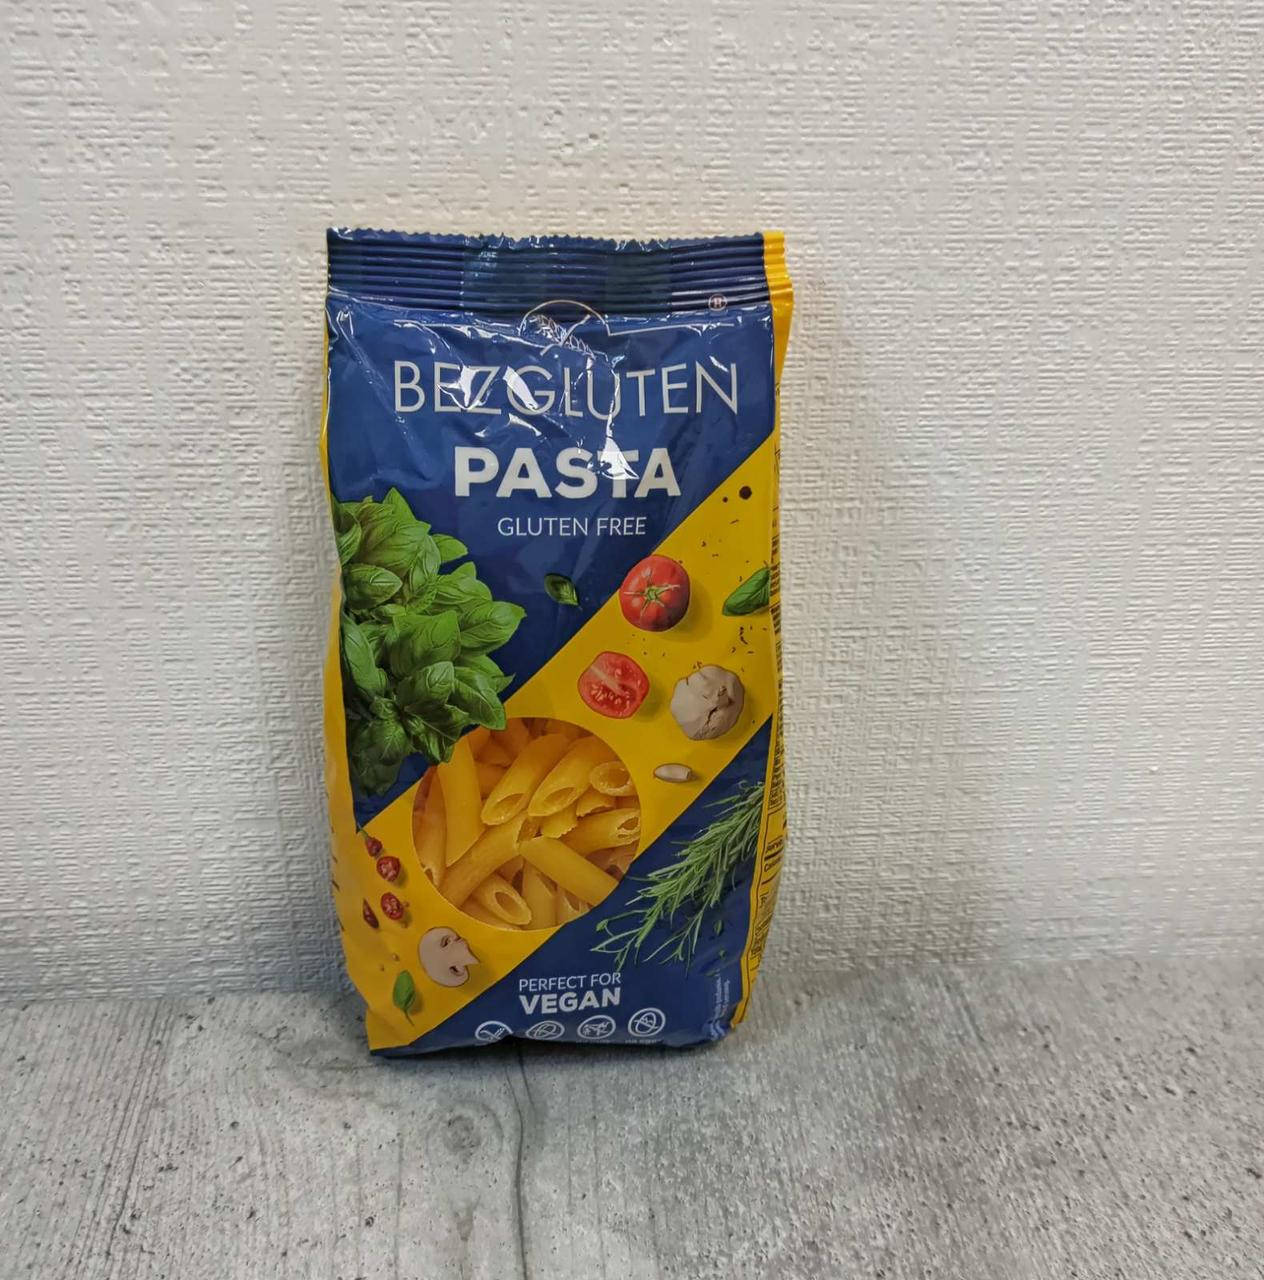 BEZGLUTEN
PASTA
GLUTEN FREE
PERFECT FOR
VEGAN